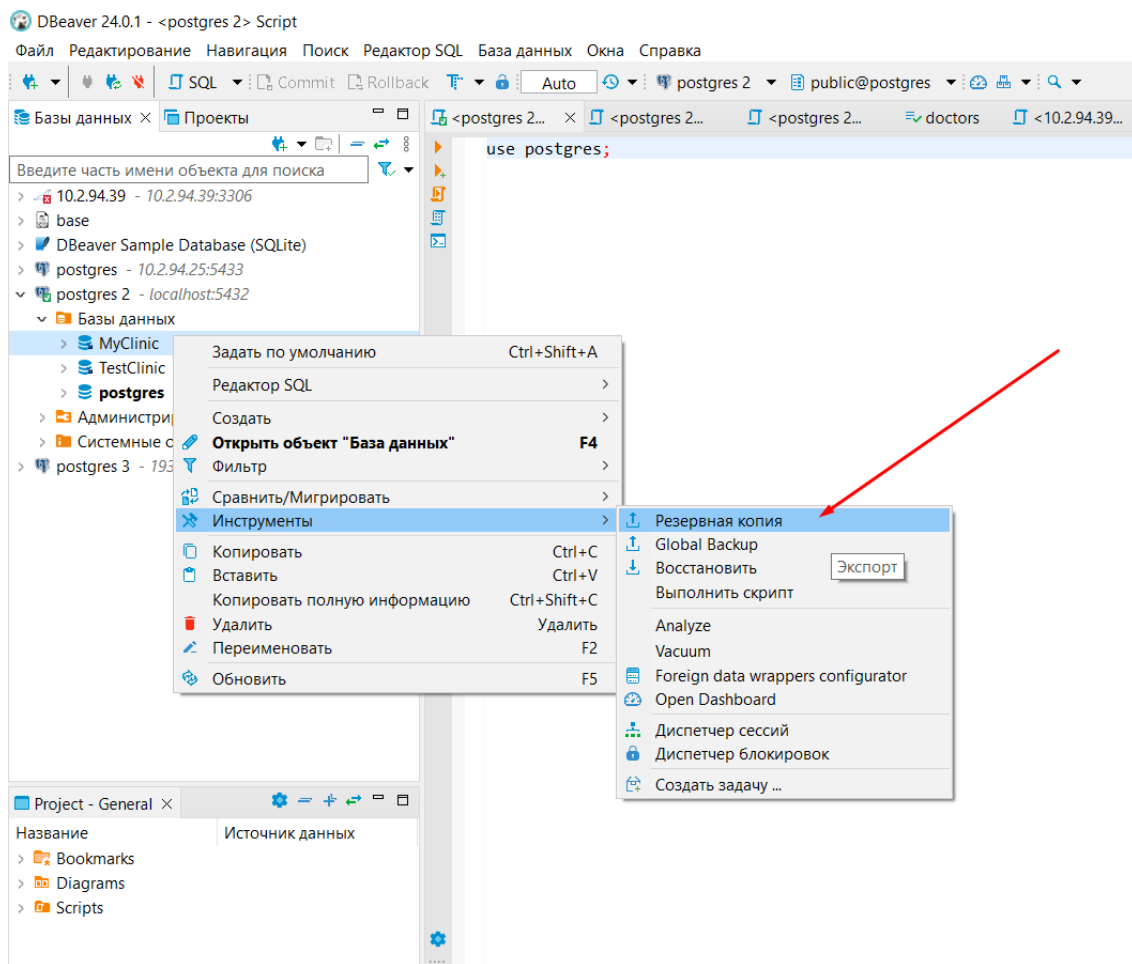 DBeaver 24.0.1 - <postgres 2> Script
Файл Редактирование Навигация Поиск Редактор SQL База данных Окна Справка
SQL Commit Rollback Auto postgres 2 public@postgres
Базы данных Проекты
<postgres 2... <postgres 2... <postgres 2... doctors <10.2.94.39...
use postgres;
Введите часть имени объекта для поиска
10.2.94.39 - 10.2.94.39:3306
base
DBeaver Sample Database (SQLite)
postgres - 10.2.94.25:5433
postgres 2 - localhost:5432
Базы данных
MyClinic
TestClinic
postgres
Админист
Системные
postgres 3 - 193
Задать по умолчанию Ctrl+Shift+A
Редактор SQL
Создать
Открыть объект "База данных" F4
Фильтр
Сравнить/Мигрировать
Инструменты
Копировать Ctrl+C
Вставить Ctrl+V
Копировать полную информацию Ctrl+Shift+C
Удалить Удалить
Переименовать F2
Обновить F5
Резервная копия
Global Backup
Восстановить
Экспорт
Выполнить скрипт
Analyze
Vacuum
Foreign data wrappers configurator
Open Dashboard
Диспетчер сессий
Диспетчер блокировок
Создать задачу ...
Project - General
Название Источник данных
Bookmarks
Diagrams
Scripts